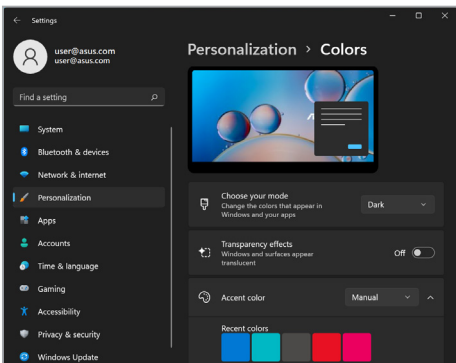 Settings
user@asus.com
user@asus.com
Find a setting
System
Bluetooth & devices
Network & internet
Personalization
Apps
Accounts
Time & language
Gaming
Accessibility
Privacy & security
Windows Update
Personalization > Colors
Choose your mode
Change the colors that appear in
Windows and your apps
Dark
Transparency effects
Windows and surfaces appear
translucent
Off
Accent color
Manual
Recent colors